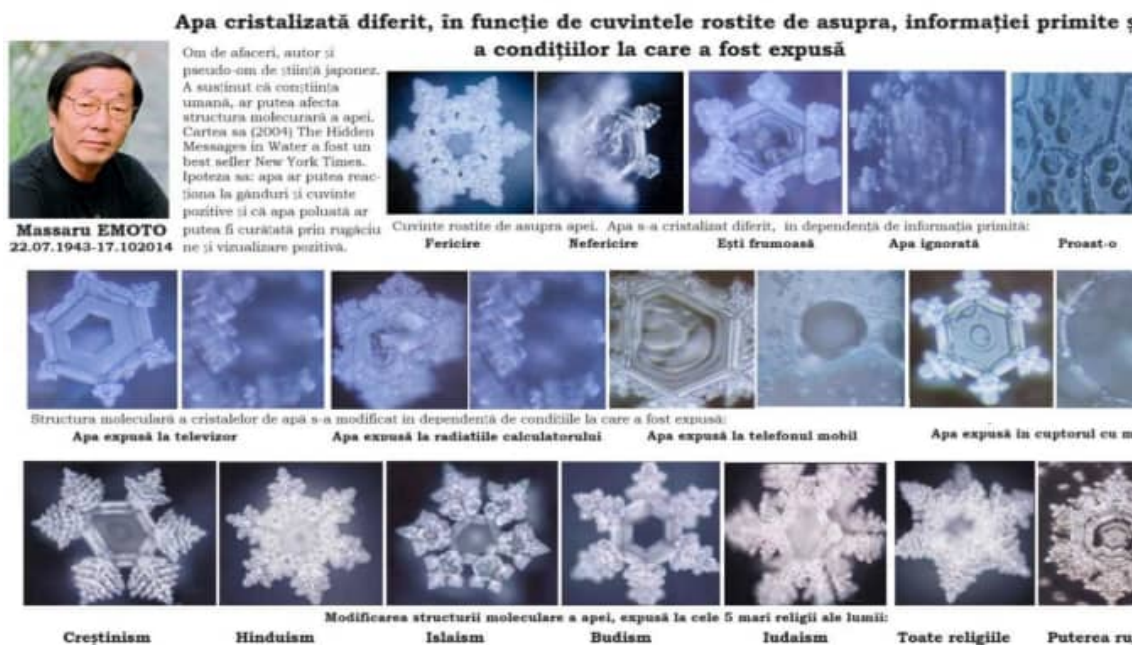 Apa cristalizată diferit, în funcție de cuvintele rostite de asupra, informației primite ș
a condițiilor la care a fost expusă
Om de afaceri, autor și
pseudo-om de știință japonez.
A susținut că conștiința
umană, ar putea afecta
structura molecurară a apei.
Cartea sa (2004) The Hidden
Messages in Water a fost un
best seller New York Times.
Ipoteza sa: apa ar putea reac-
ționa la gânduri și cuvinte
pozitive și că apa poluată ar
putea fi curățată prin rugăciu
ne și vizualizare pozitivă.
Massaru EMOTO
22.07.1943-17.102014
Cuvinte rostite de asupra apei. Apa s-a cristalizat diferit, în dependență de informația primită:
Fericire Nefericire Ești frumoasă Apa ignorată Proast-o
Structura moleculară a cristalelor de apă s-a modificat in dependență de condițiile la care a fost expusă:
Apa expusă la televizor Apa expusă la radiatiile calculatorului Apa expusă la telefonul mobil Apa expusă în cuptorul cu m
Modificarea structurii moleculare a apei, expusă la cele 5 mari religii ale lumii:
Creștinism Hinduism Islaism Budism Iudaism Toate religiile Puterea ru